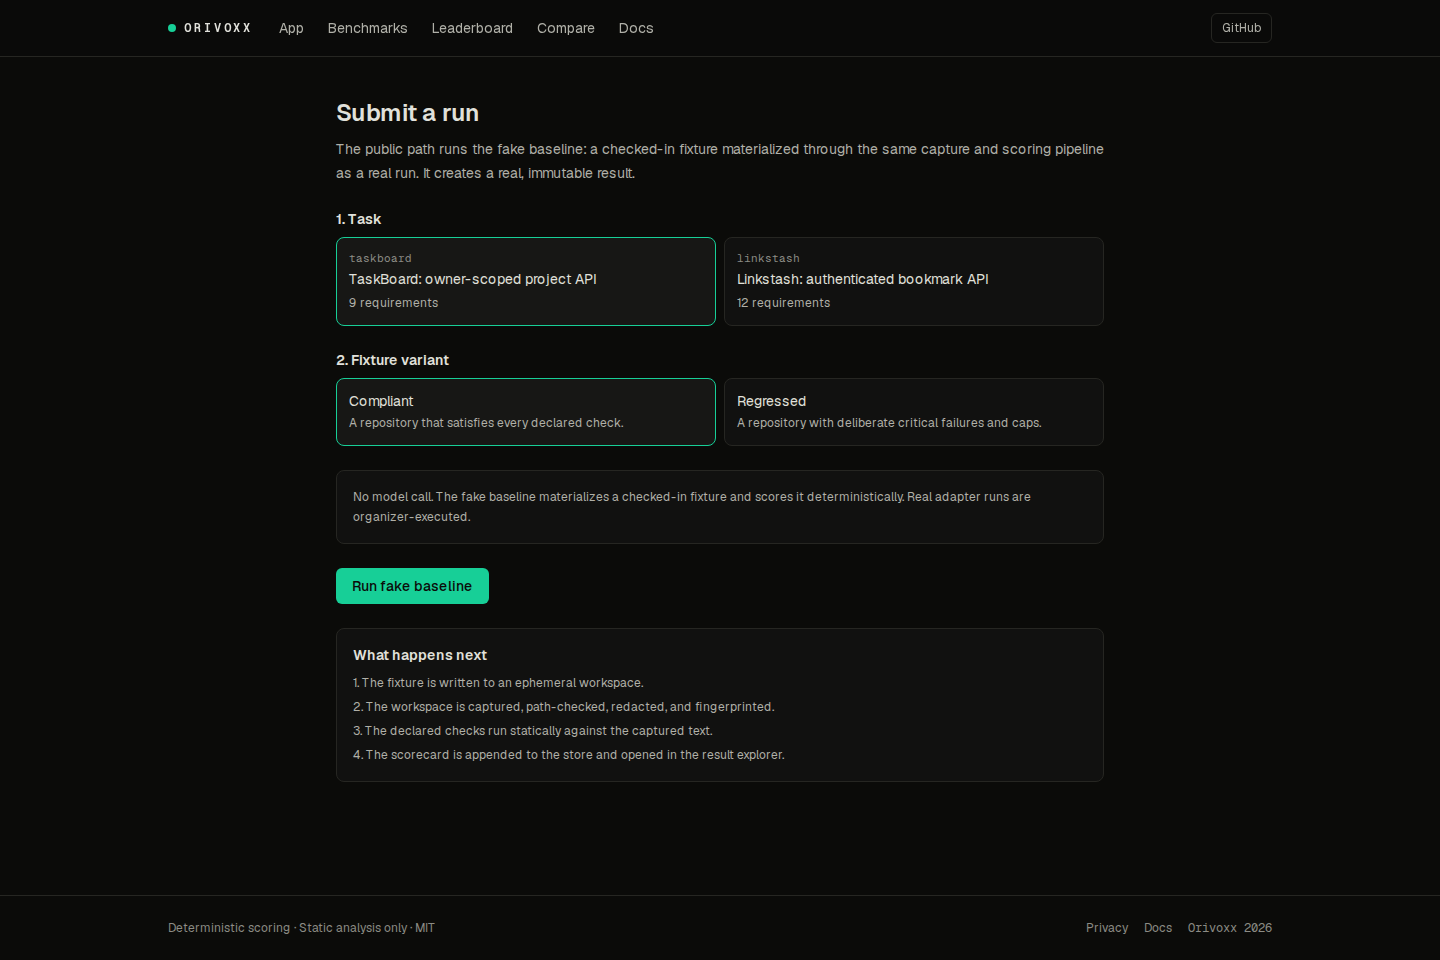 ORIVOXX App Benchmarks Leaderboard Compare Docs GitHub
Submit a run
The public path runs the fake baseline: a checked-in fixture materialized through the same capture and scoring pipeline
as a real run. It creates a real, immutable result.
1. Task
taskboard
TaskBoard: owner-scoped project API
9 requirements
linkstash
Linkstash: authenticated bookmark API
12 requirements
2. Fixture variant
Compliant
A repository that satisfies every declared check.
Regressed
A repository with deliberate critical failures and caps.
No model call. The fake baseline materializes a checked-in fixture and scores it deterministically. Real adapter runs are
organizer-executed.
Run fake baseline
What happens next
1. The fixture is written to an ephemeral workspace.
2. The workspace is captured, path-checked, redacted, and fingerprinted.
3. The declared checks run statically against the captured text.
4. The scorecard is appended to the store and opened in the result explorer.
Deterministic scoring · Static analysis only · MIT
Privacy Docs Orivoxx 2026